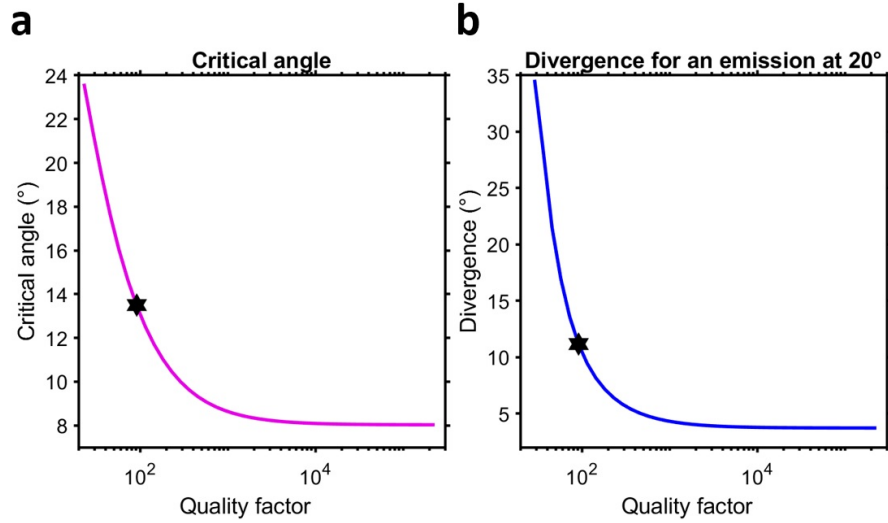 a
Critical angle
24
22
20
18
16
14
12
10
8
Critical angle (°)
10²
10⁴
Quality factor
b
Divergence for an emission at 20°
35
30
25
20
15
10
5
Divergence (°)
10²
10⁴
Quality factor